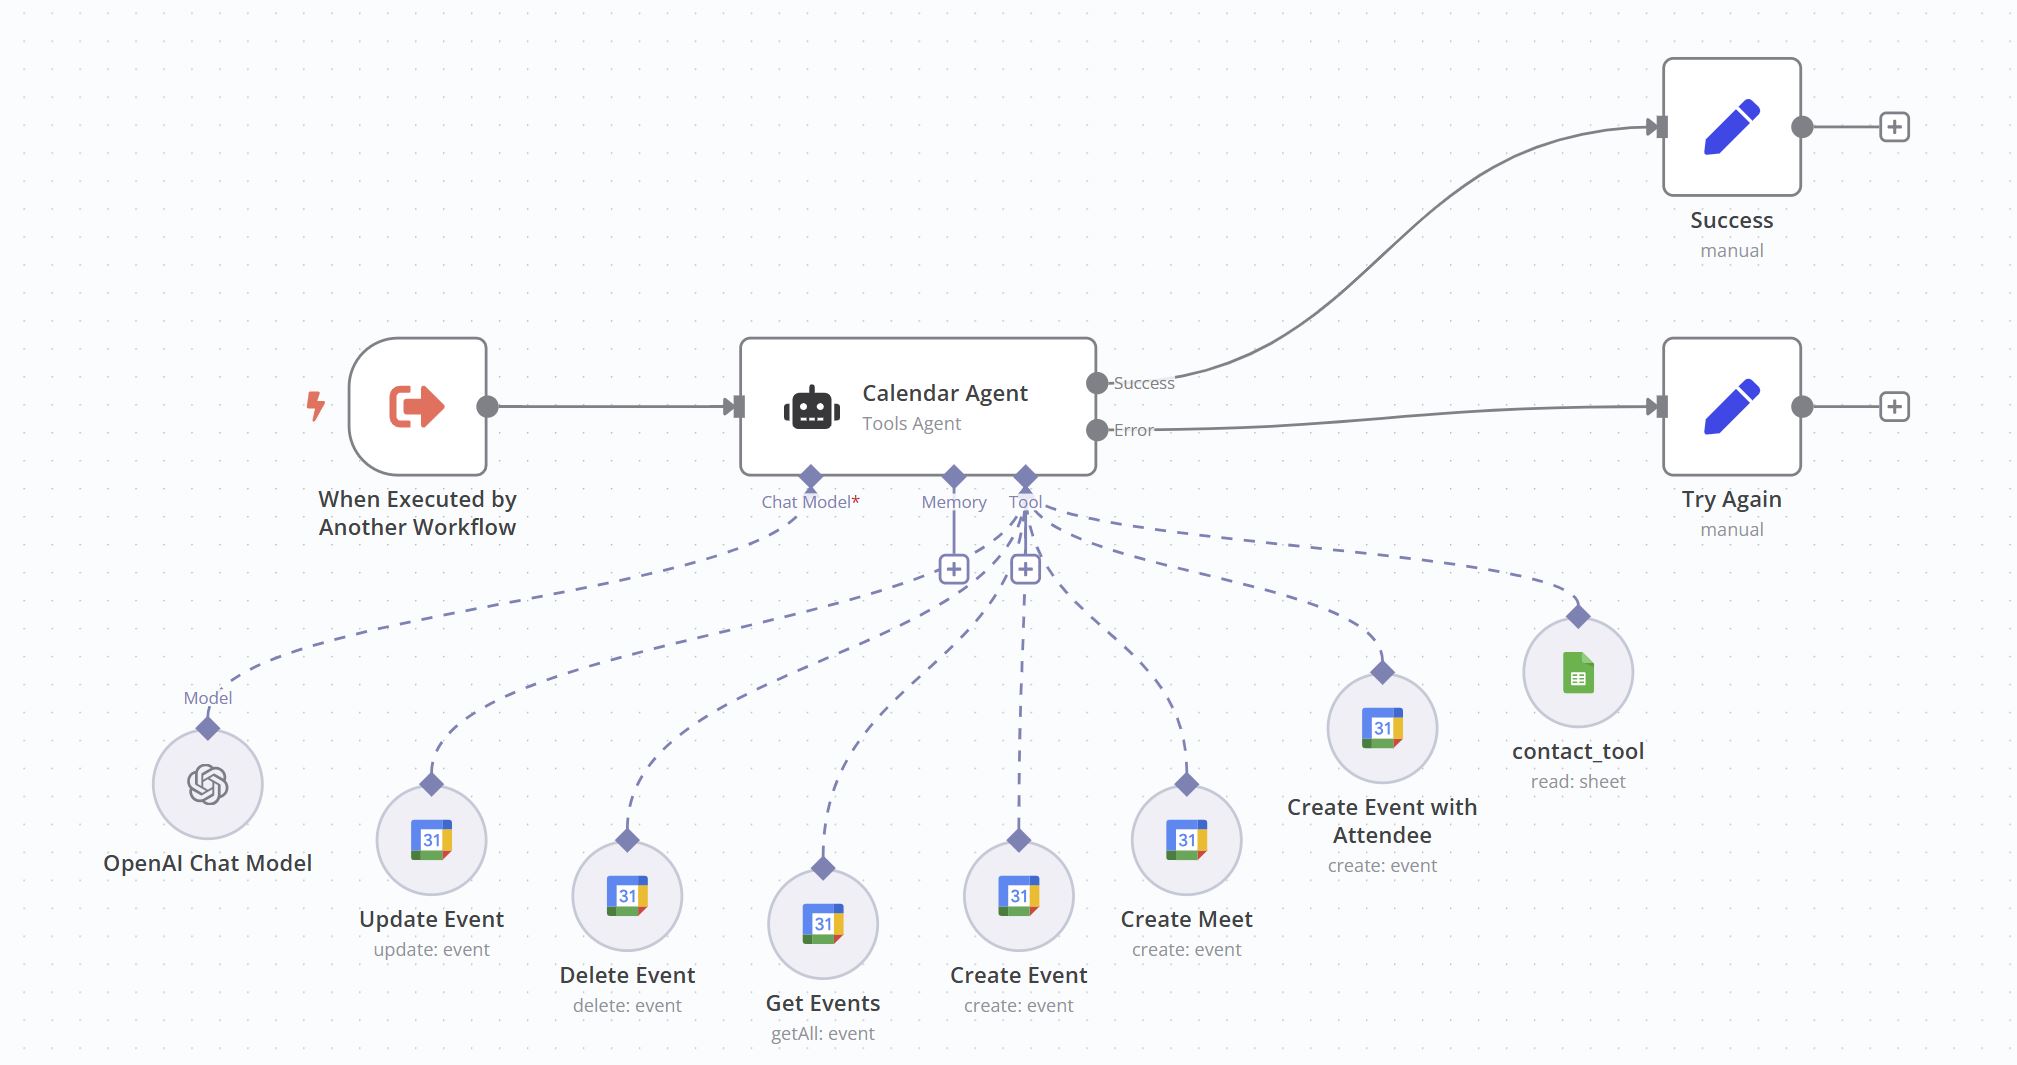 Success
manual
When Executed by
Another Workflow
Calendar Agent
Tools Agent
Success
Error
Chat Model*
Memory
Tool
Try Again
manual
Model
OpenAI Chat Model
31
Update Event
update: event
31
Delete Event
delete: event
31
Get Events
getAll: event
31
Create Event
create: event
31
Create Meet
create: event
31
Create Event with
Attendee
create: event
contact_tool
read: sheet